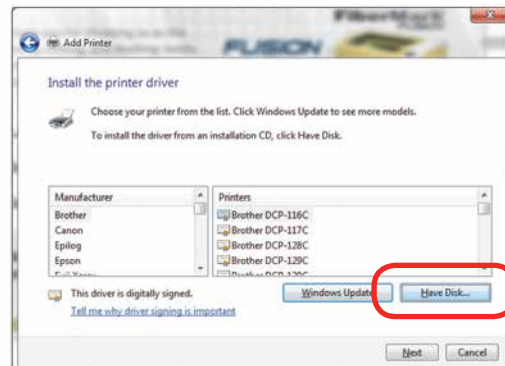 FiberMark
FUSION
Add Printer
Install the printer driver
Choose your printer from the list. Click Windows Update to see more models.
To install the driver from an installation CD, click Have Disk.
Manufacturer
Brother
Canon
Epilog
Epson
Fuji Xerox
Printers
Brother DCP-116C
Brother DCP-117C
Brother DCP-128C
Brother DCP-129C
This driver is digitally signed.
Tell me why driver signing is important
Windows Update
Have Disk...
Next
Cancel